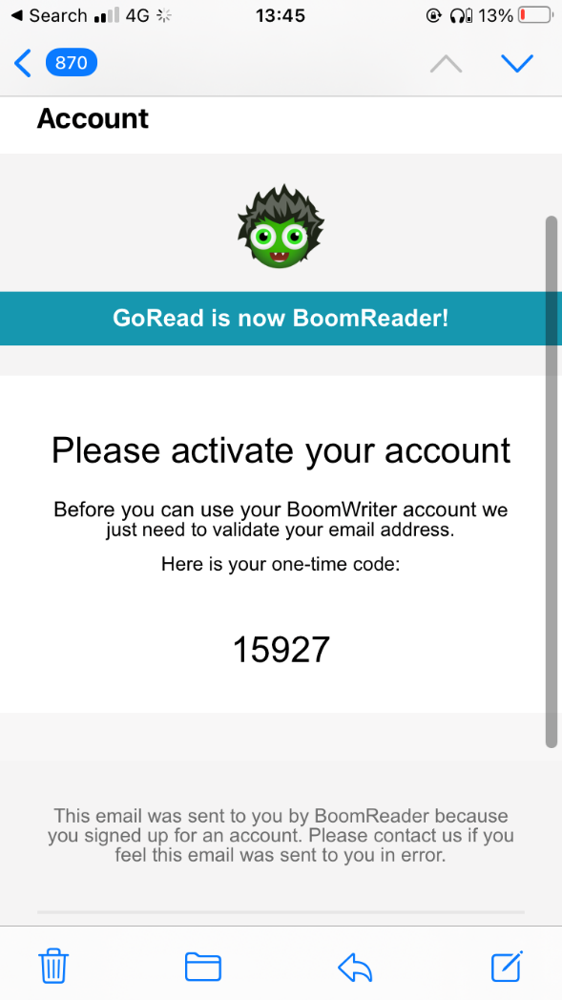 Search 4G 13:45 13%
870
Account
GoRead is now BoomReader!
Please activate your account
Before you can use your BoomWriter account we
just need to validate your email address.
Here is your one-time code:
15927
This email was sent to you by BoomReader because
you signed up for an account. Please contact us if you
feel this email was sent to you in error.